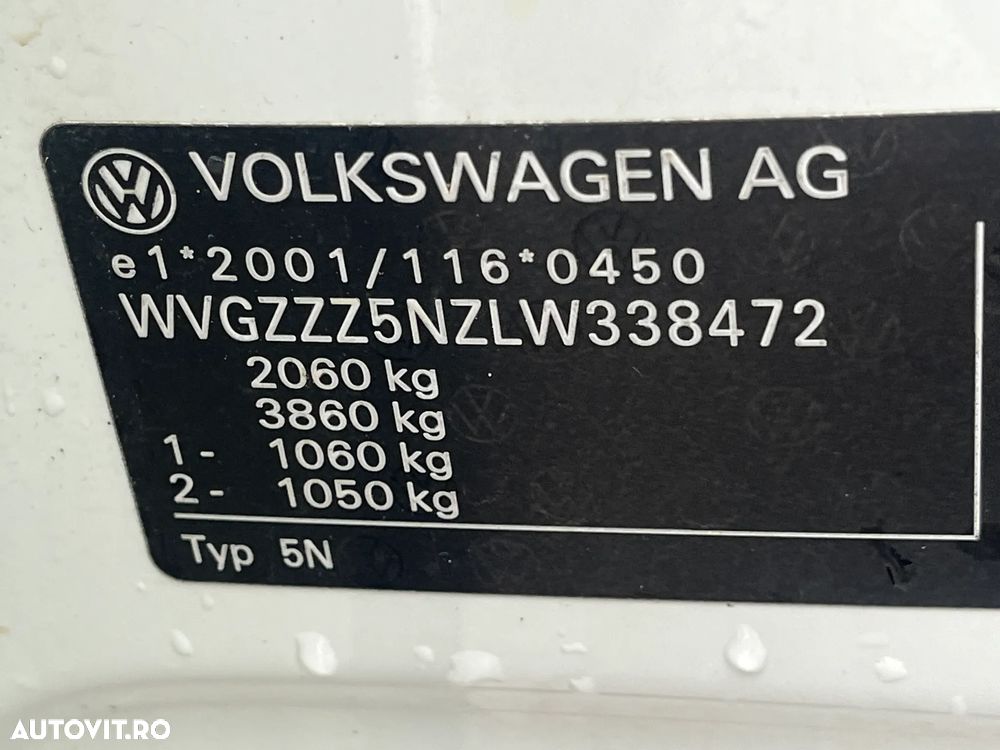 VOLKSWAGEN AG
e1*2001/116*0450
WVGZZZ5NZLW338472
2060 kg
3860 kg
1- 1060 kg
2- 1050 kg
Typ 5N
AUTOVIT.RO